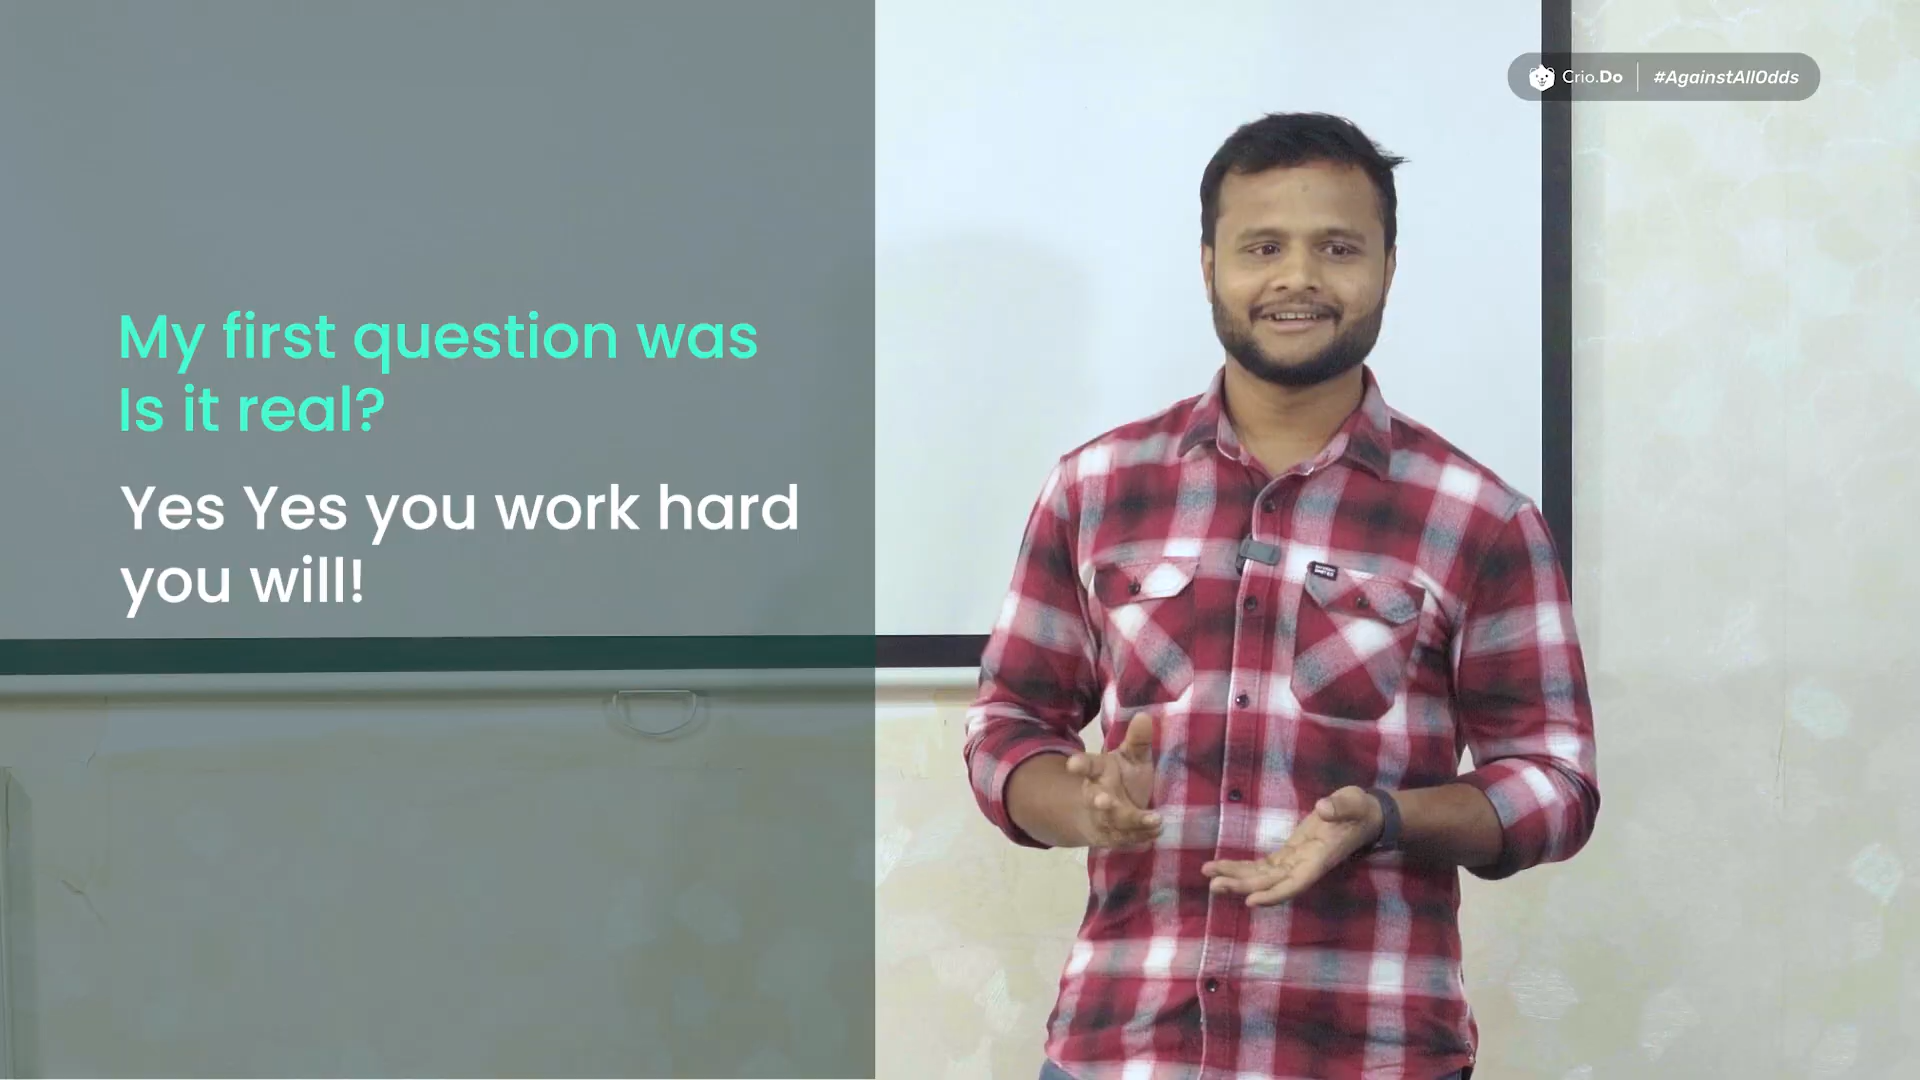 Crio.Do | #AgainstAllOdds
My first question was
Is it real?
Yes Yes you work hard
you will!